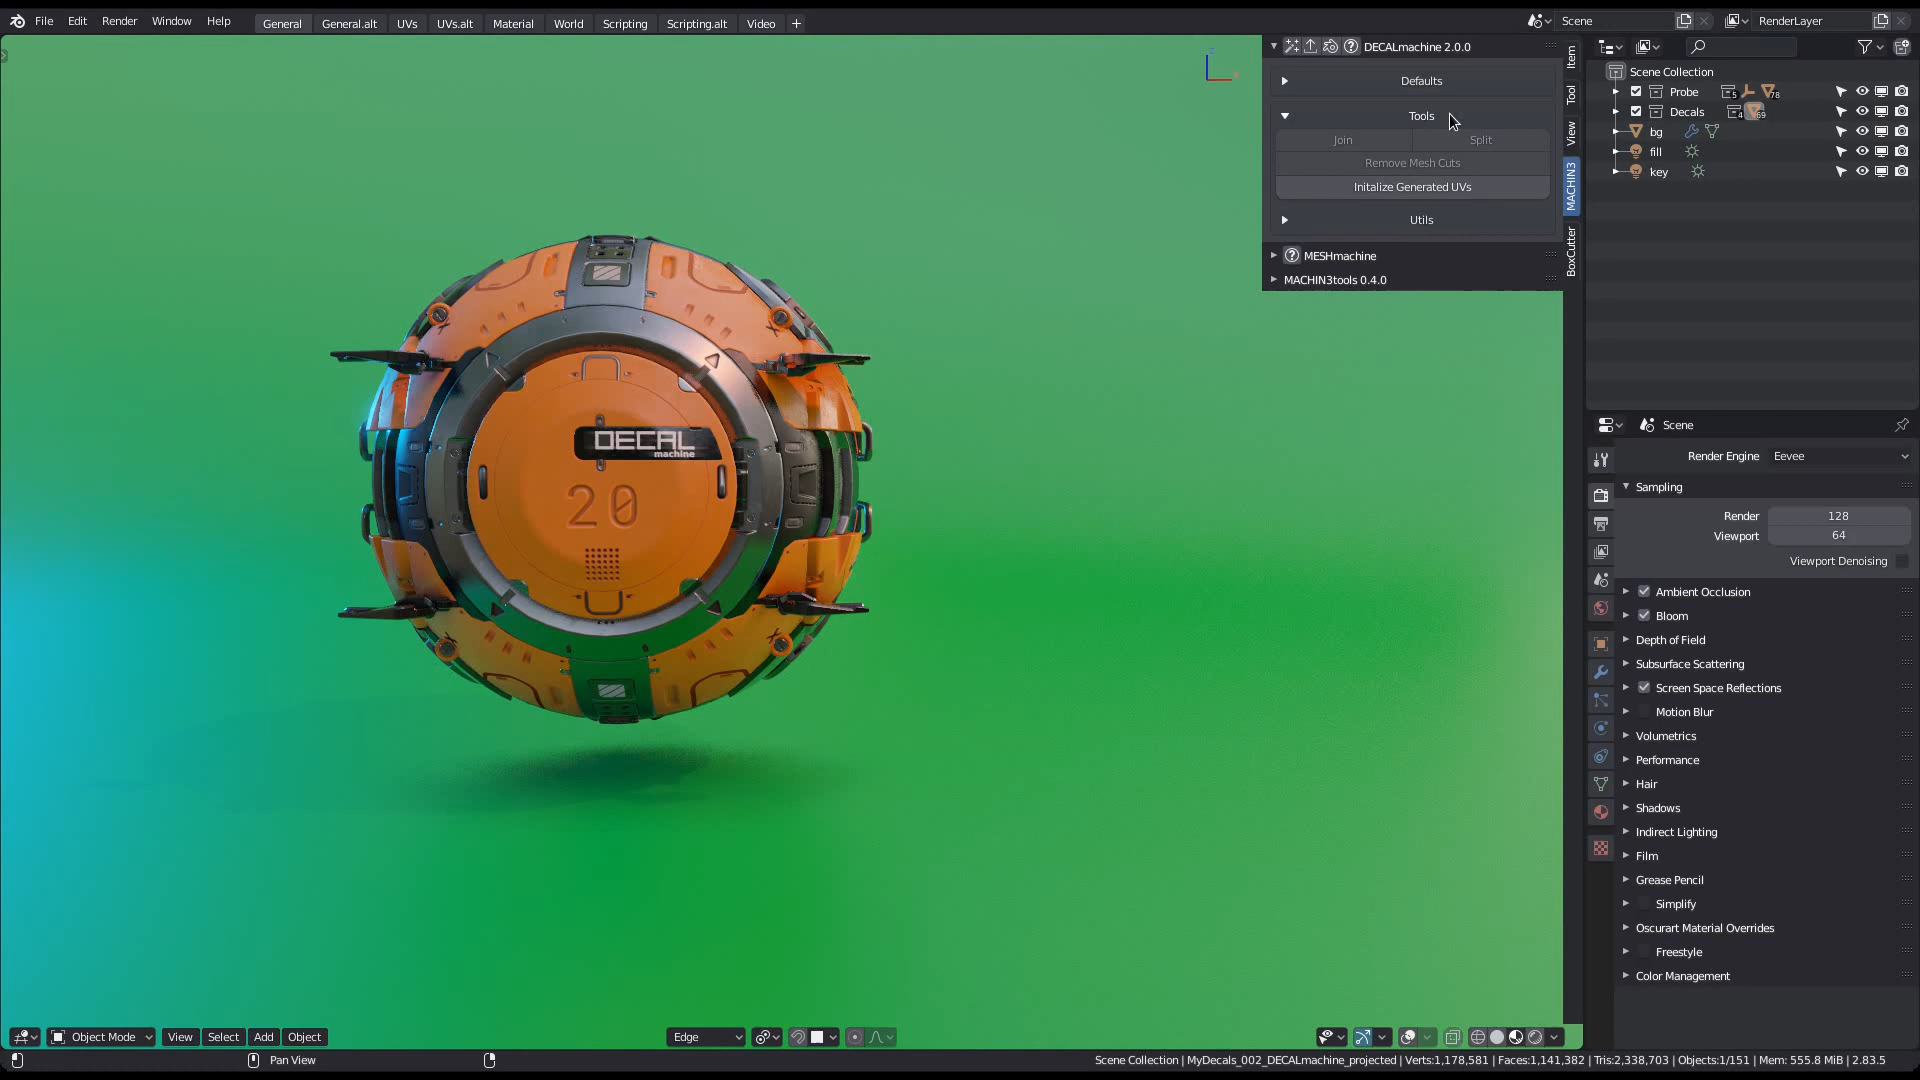 File Edit Render Window Help General General.alt UVs UVs.alt Material World Scripting Scripting.alt Video + Scene RenderLayer
DECALmachine 2.0.0
Defaults
Tools
Join Split
Remove Mesh Cuts
Initalize Generated UVs
Utils
MESHmachine
MACHIN3tools 0.4.0
Item
Tool
View
MACHIN3
BoxCutter
Scene Collection
Probe 5 78
Decals 4 69
bg
fill
key
DECAL
machine
20
Scene
Render Engine Eevee
Sampling
Render 128
Viewport 64
Viewport Denoising
Ambient Occlusion
Bloom
Depth of Field
Subsurface Scattering
Screen Space Reflections
Motion Blur
Volumetrics
Performance
Hair
Shadows
Indirect Lighting
Film
Grease Pencil
Simplify
Oscurart Material Overrides
Freestyle
Color Management
Object Mode View Select Add Object Edge
Pan View
Scene Collection | MyDecals_002_DECALmachine_projected | Verts:1,178,581 | Faces:1,141,382 | Tris:2,338,703 | Objects:1/151 | Mem: 555.8 MiB | 2.83.5